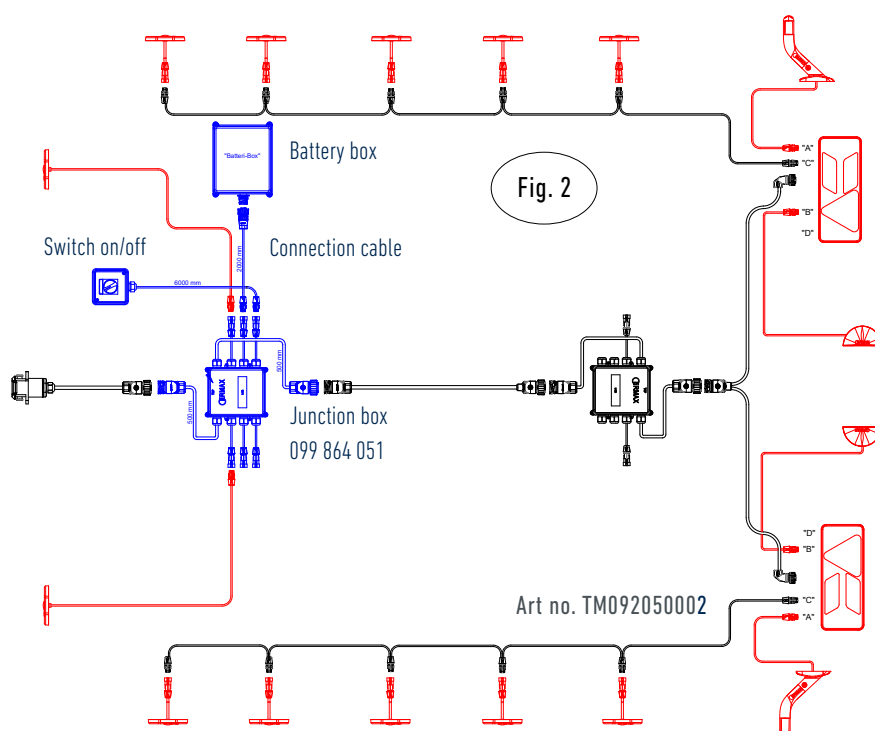 "A"
"C"
"Batteri-Box"
Battery box
Fig. 2
"B"
"D"
Switch on/off
Connection cable
2000 mm
6000 mm
500 mm
500 mm
Junction box
099 864 051
"D"
"B"
Art no. TM092050002
"C"
"A"